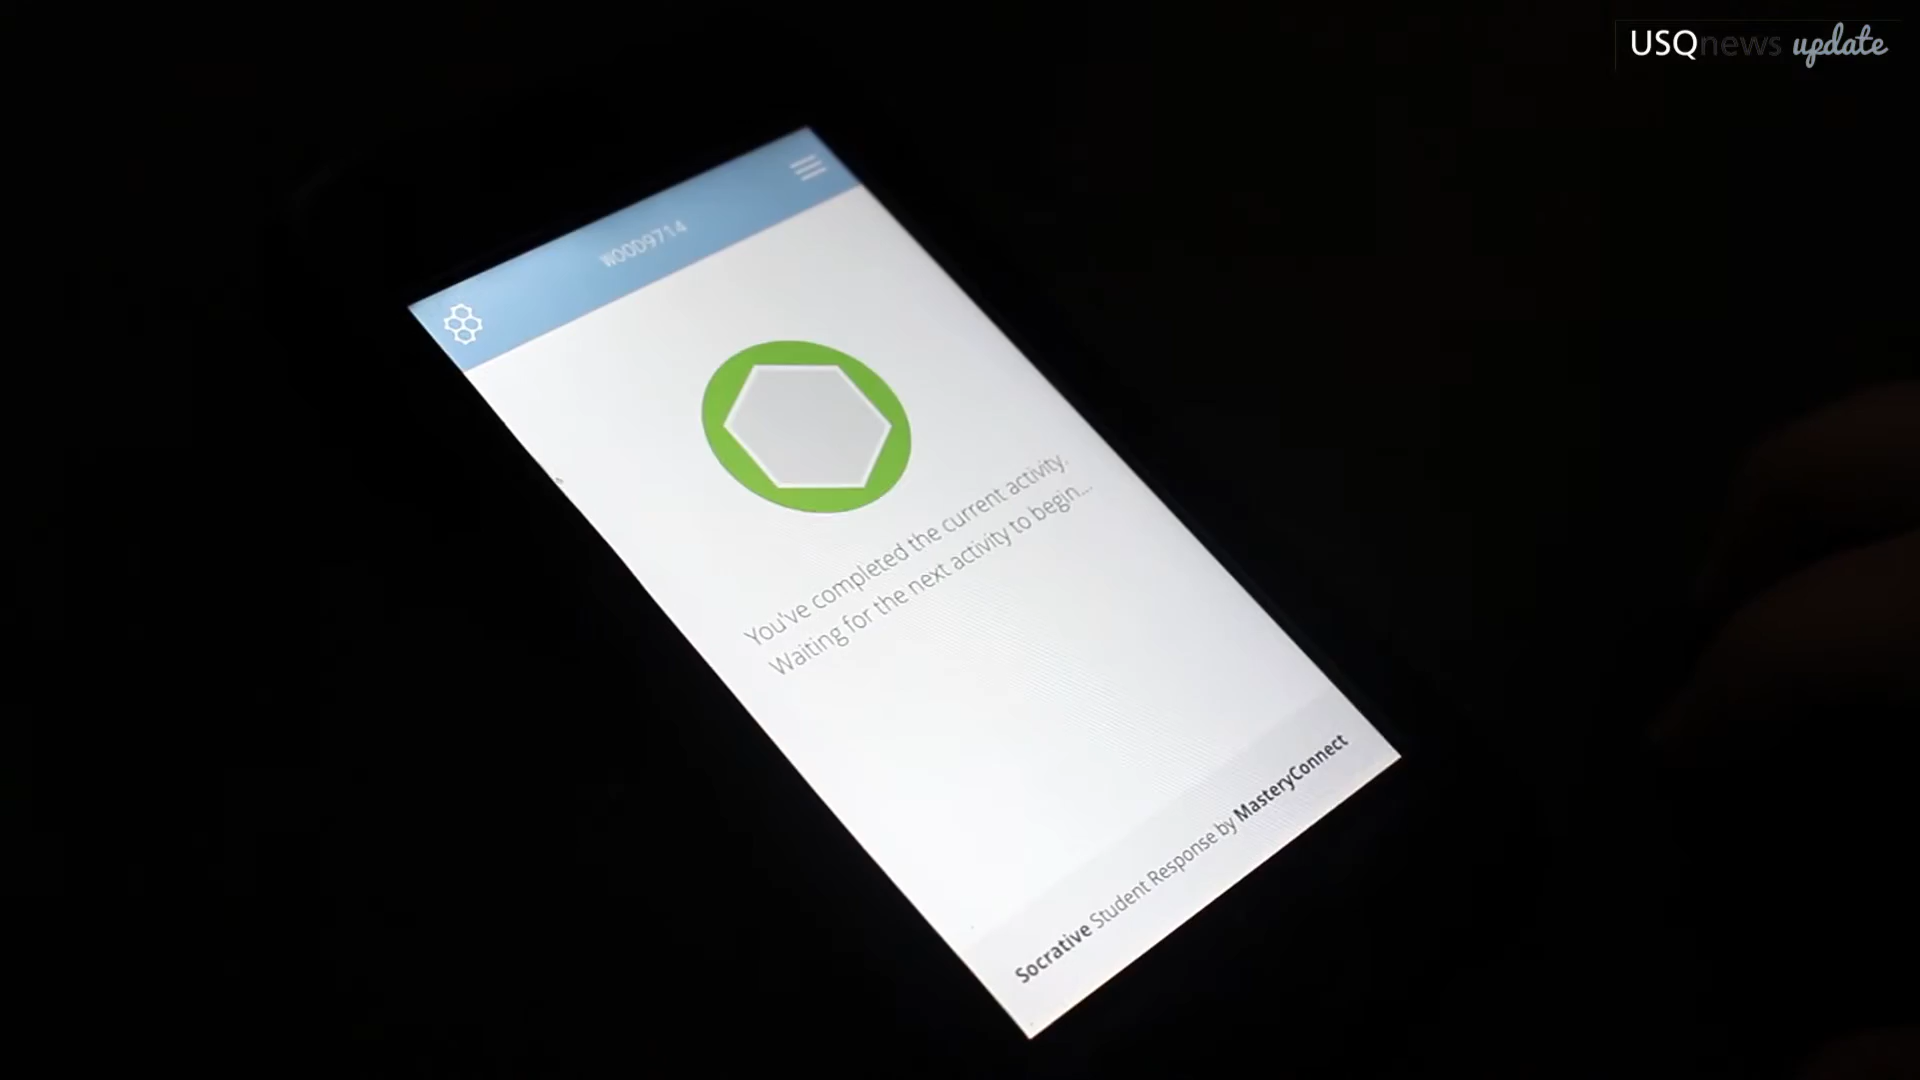 USQnews update
W00D9714
You've completed the current activity.
Waiting for the next activity to begin...
Socrative Student Response by MasteryConnect